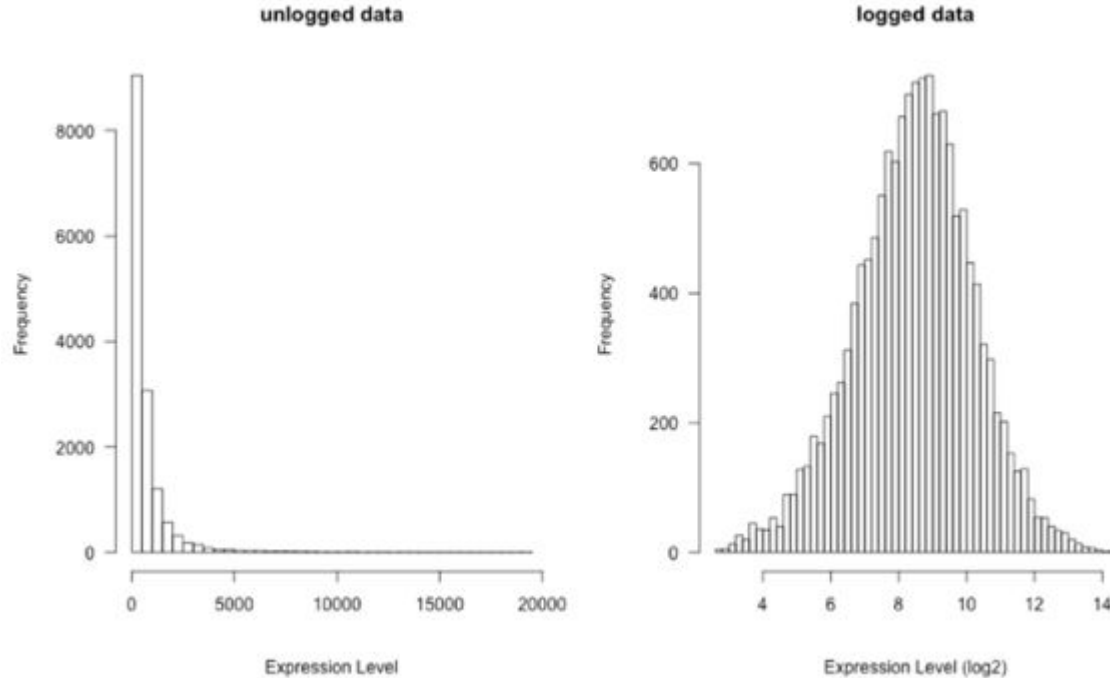 unlogged data
8000
6000
4000
2000
0
Frequency
0 5000 10000 15000 20000
Expression Level
logged data
600
400
200
0
Frequency
4 6 8 10 12 14
Expression Level (log2)